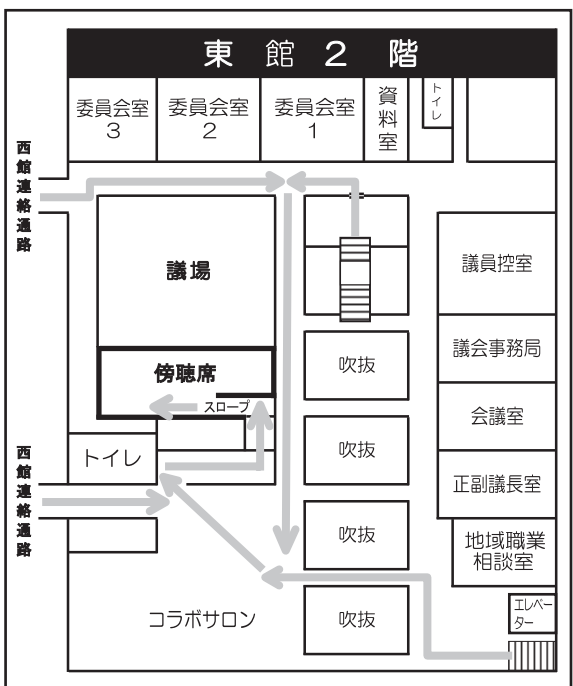 東館２階
委員会室
3
委員会室
2
委員会室
1
資料室
トイレ
西館連絡通路
議場
議員控室
傍聴席
スロープ
吹抜
議会事務局
吹抜
会議室
トイレ
西館連絡通路
正副議長室
吹抜
地域職業
相談室
コラボサロン
吹抜
エレベー
ター